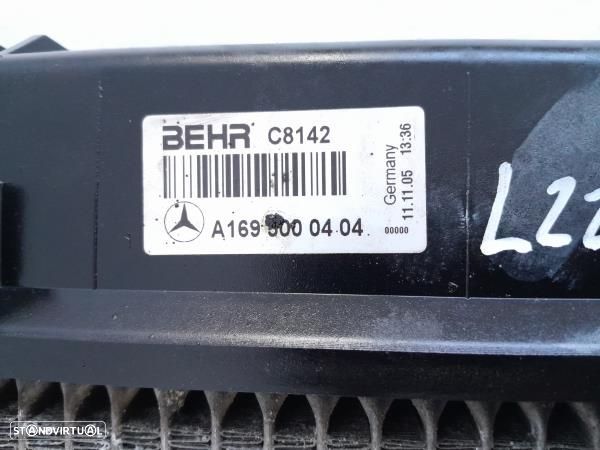 BEHR C8142
A169 500 04 04
Germany
11.11.05 13:36
00000
L22
STANDVIRTUAL